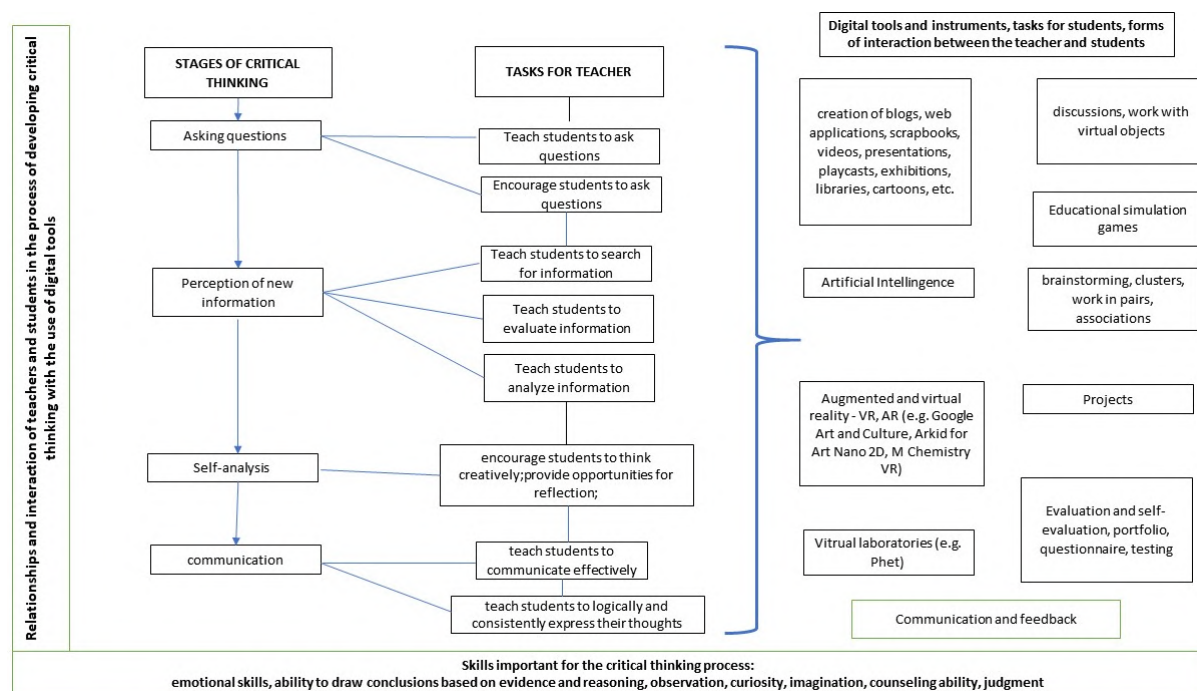 Relationships and interaction of teachers and students in the process of developing critical
thinking with the use of digital tools
STAGES OF CRITICAL
THINKING
Asking questions
Perception of new
information
Self-analysis
communication
TASKS FOR TEACHER
Teach students to ask
questions
Encourage students to ask
questions
Teach students to search
for information
Teach students to
evaluate information
Teach students to
analyze information
encourage students to think
creatively;provide opportunities for
reflection;
teach students to
communicate effectively
teach students to logically and
consistently express their thoughts
Digital tools and instruments, tasks for students, forms
of interaction between the teacher and students
creation of blogs, web
applications, scrapbooks,
videos, presentations,
playcasts, exhibitions,
libraries, cartoons, etc.
discussions, work with
virtual objects
Educational simulation
games
Artificial Intellingence
brainstorming, clusters,
work in pairs,
associations
Augmented and virtual
reality - VR, AR (e.g. Google
Art and Culture, Arkid for
Art Nano 2D, M Chemistry
VR)
Projects
Vitrual laboratories (e.g.
Phet)
Evaluation and self-
evaluation, portfolio,
questionnaire, testing
Communication and feedback
Skills important for the critical thinking process:
emotional skills, ability to draw conclusions based on evidence and reasoning, observation, curiosity, imagination, counseling ability, judgment